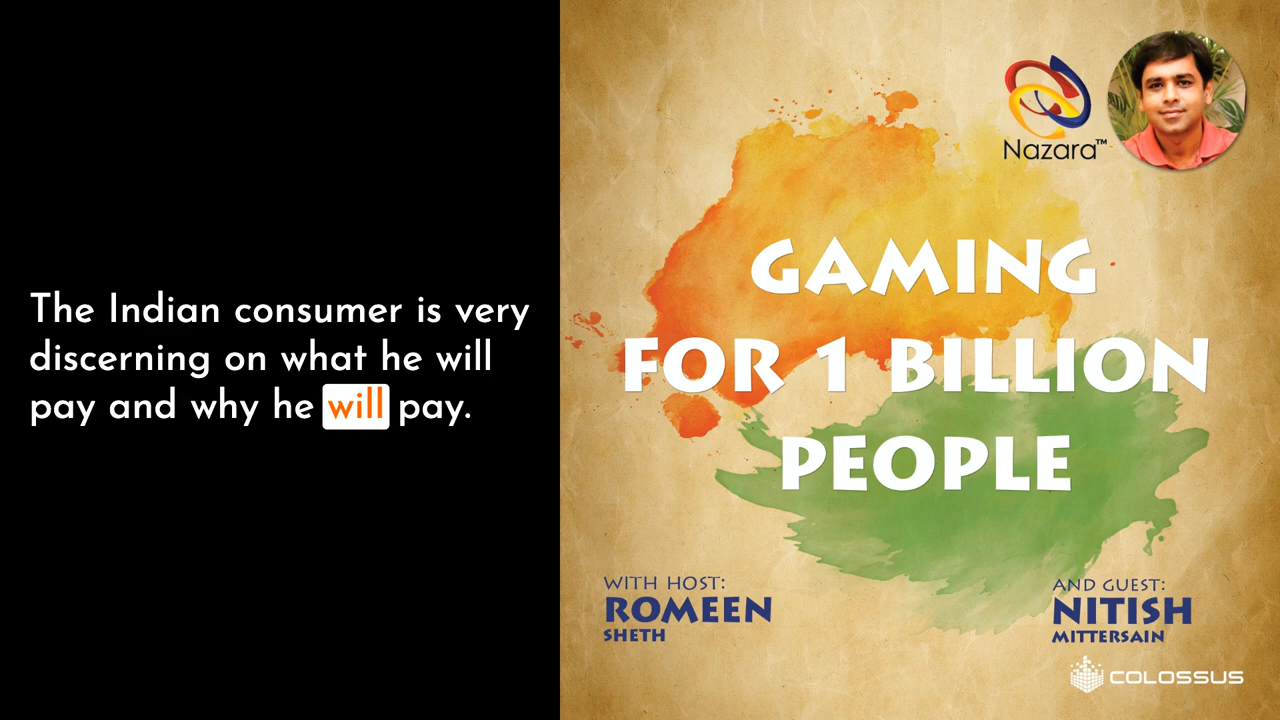 The Indian consumer is very
discerning on what he will
pay and why he will pay.
Nazara™
GAMING
FOR 1 BILLION
PEOPLE
WITH HOST:
ROMEEN
SHETH
AND GUEST:
NITISH
MITTERSAIN
COLOSSUS